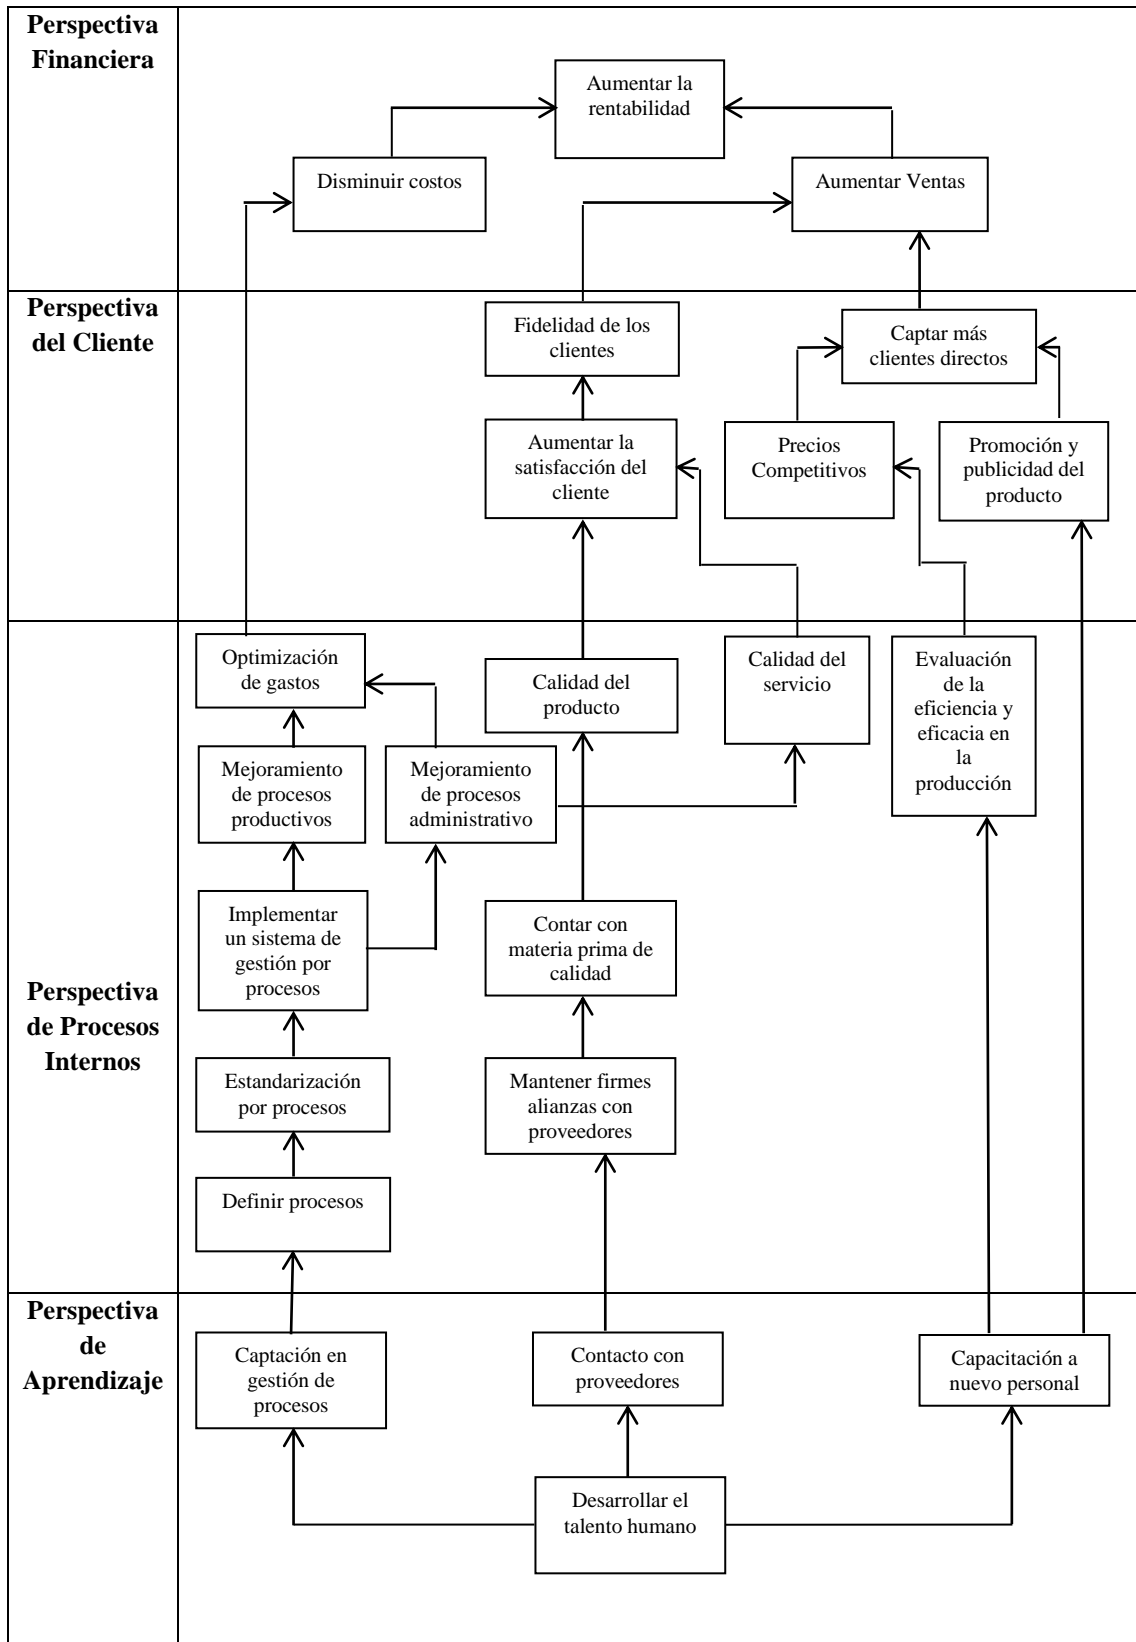 Perspectiva
Financiera
Aumentar la
rentabilidad
Disminuir costos
Aumentar Ventas
Perspectiva
del Cliente
Fidelidad de los
clientes
Captar más
clientes directos
Aumentar la
satisfacción del
cliente
Precios
Competitivos
Promoción y
publicidad del
producto
Perspectiva
de Procesos
Internos
Optimización
de gastos
Calidad del
producto
Calidad del
servicio
Evaluación
de la
eficiencia y
eficacia en
la
producción
Mejoramiento
de procesos
productivos
Mejoramiento
de procesos
administrativo
Implementar
un sistema de
gestión por
procesos
Contar con
materia prima de
calidad
Estandarización
por procesos
Mantener firmes
alianzas con
proveedores
Definir procesos
Perspectiva
de
Aprendizaje
Captación en
gestión de
procesos
Contacto con
proveedores
Capacitación a
nuevo personal
Desarrollar el
talento humano